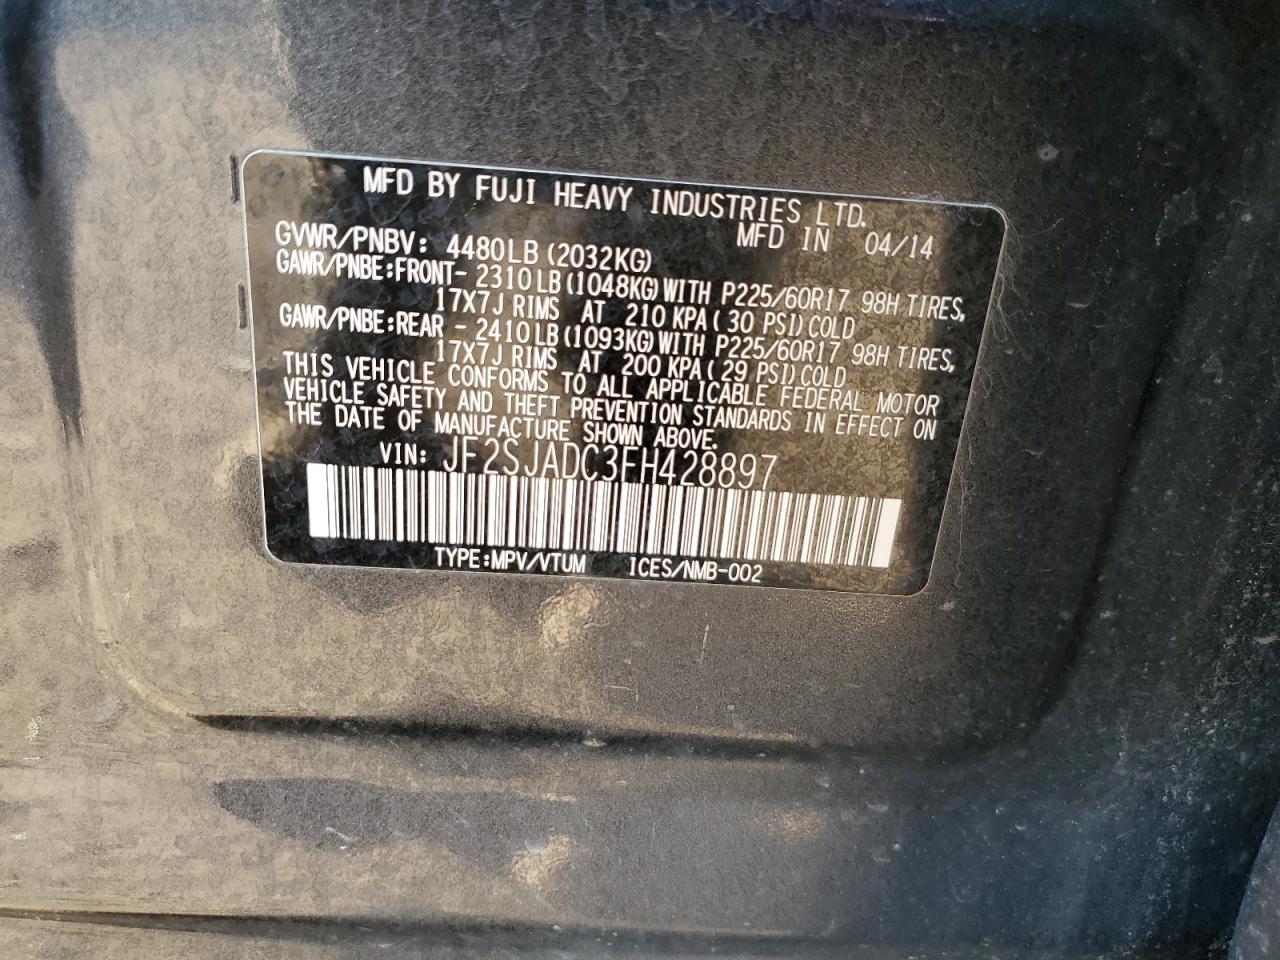 MFD BY FUJI HEAVY INDUSTRIES LTD.
MFD IN 04/14
GVWR/PNBV: 4480LB (2032KG)
GAWR/PNBE:FRONT- 2310LB (1048KG) WITH P225/60R17 98H TIRES,
17X7J RIMS AT 210 KPA ( 30 PSI) COLD
GAWR/PNBE:REAR - 2410LB (1093KG) WITH P225/60R17 98H TIRES,
17X7J RIMS AT 200 KPA ( 29 PSI) COLD
THIS VEHICLE CONFORMS TO ALL APPLICABLE FEDERAL MOTOR
VEHICLE SAFETY AND THEFT PREVENTION STANDARDS IN EFFECT ON
THE DATE OF MANUFACTURE SHOWN ABOVE.
VIN: JF2SJADC3FH428897
TYPE:MPV/VTUM ICES/NMB-002